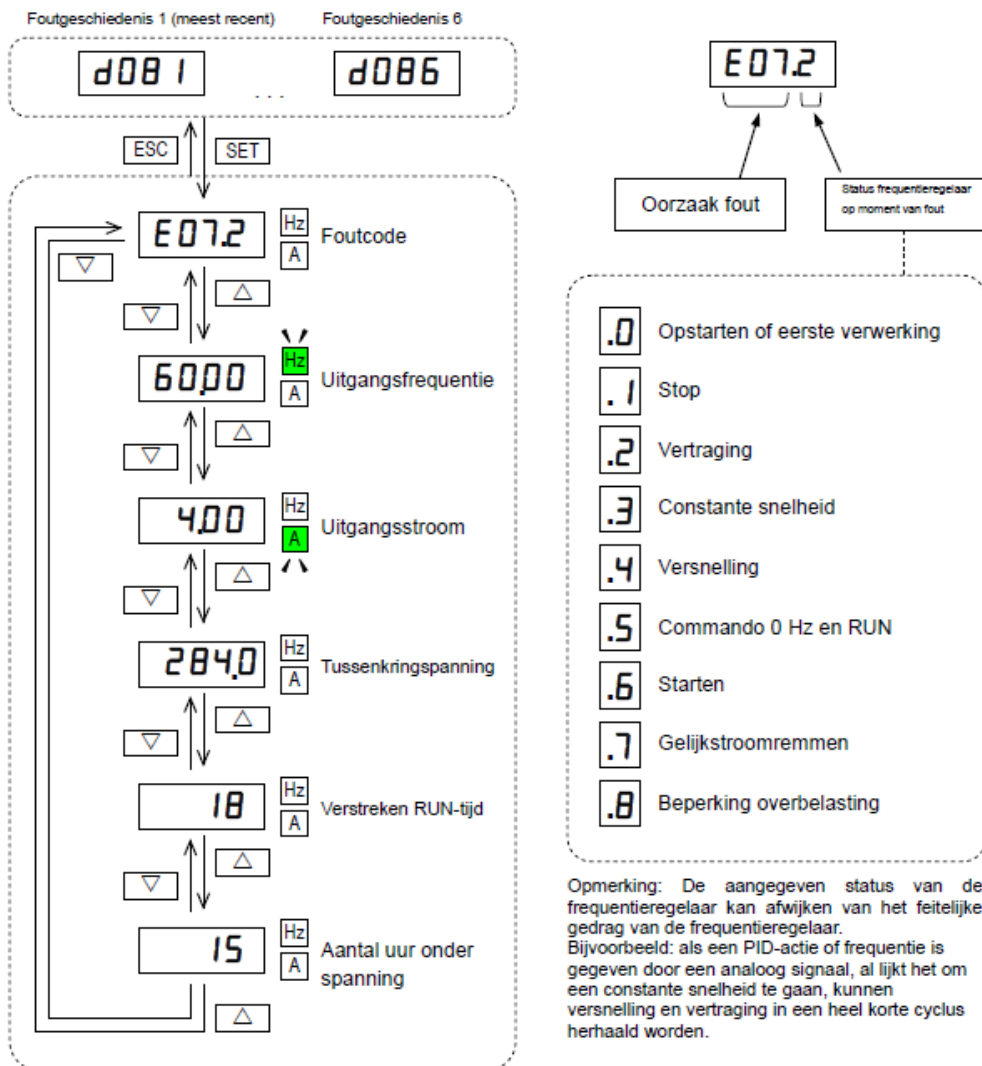 Foutgeschiedenis 1 (meest recent)
Foutgeschiedenis 6
d081
...
d086
ESC
SET
E07.2
Hz
A
Foutcode
▽
▽
△
60.00
Hz
A
Uitgangsfrequentie
▽
△
4.00
Hz
A
Uitgangsstroom
▽
△
284.0
Hz
A
Tussenkringspanning
▽
△
18
Hz
A
Verstreken RUN-tijd
▽
△
15
Hz
A
Aantal uur onder
spanning
△
E07.2
Oorzaak fout
Status frequentieregelaar
op moment van fout
.0 Opstarten of eerste verwerking
.1 Stop
.2 Vertraging
.3 Constante snelheid
.4 Versnelling
.5 Commando 0 Hz en RUN
.6 Starten
.7 Gelijkstroomremmen
.8 Beperking overbelasting
Opmerking: De aangegeven status van de
frequentieregelaar kan afwijken van het feitelijke
gedrag van de frequentieregelaar.
Bijvoorbeeld: als een PID-actie of frequentie is
gegeven door een analoog signaal, al lijkt het om
een constante snelheid te gaan, kunnen
versnelling en vertraging in een heel korte cyclus
herhaald worden.